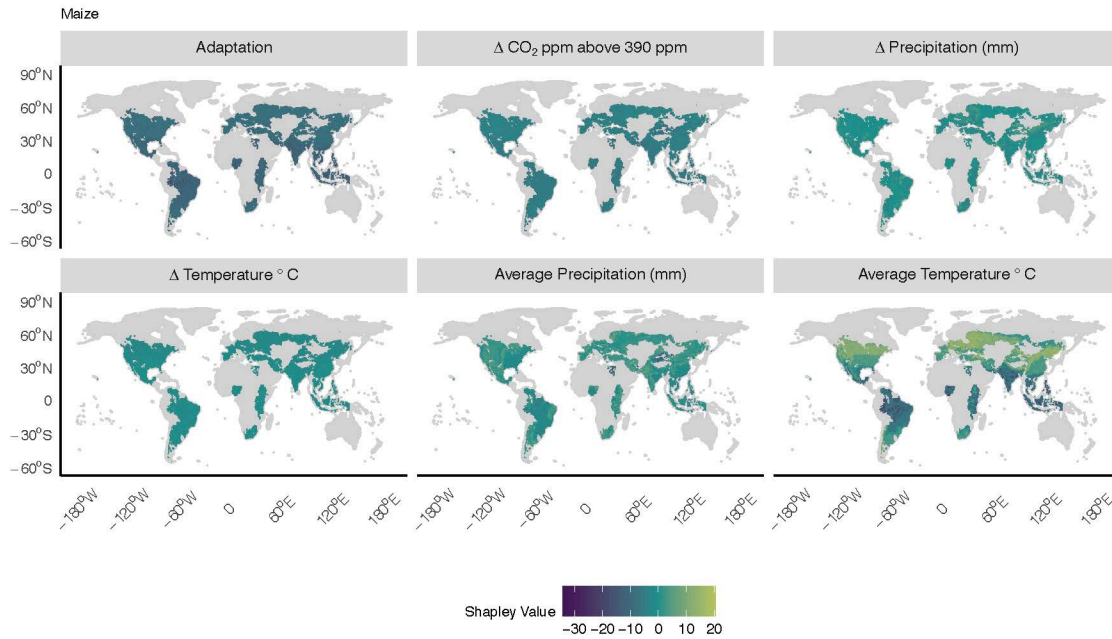 Maize
Adaptation
Δ CO₂ ppm above 390 ppm
Δ Precipitation (mm)
90°N
60°N
30°N
0
−30°S
−60°S
Δ Temperature ° C
Average Precipitation (mm)
Average Temperature ° C
90°N
60°N
30°N
0
−30°S
−60°S
−180°W −120°W −60°W 0 60°E 120°E 180°E
−180°W −120°W −60°W 0 60°E 120°E 180°E
−180°W −120°W −60°W 0 60°E 120°E 180°E
Shapley Value
−30 −20 −10 0 10 20